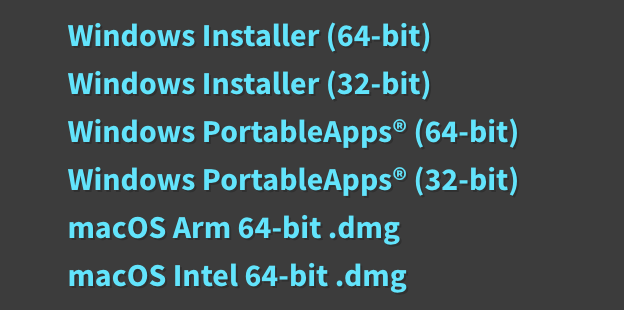 Windows Installer (64-bit)
Windows Installer (32-bit)
Windows PortableApps® (64-bit)
Windows PortableApps® (32-bit)
macOS Arm 64-bit .dmg
macOS Intel 64-bit .dmg